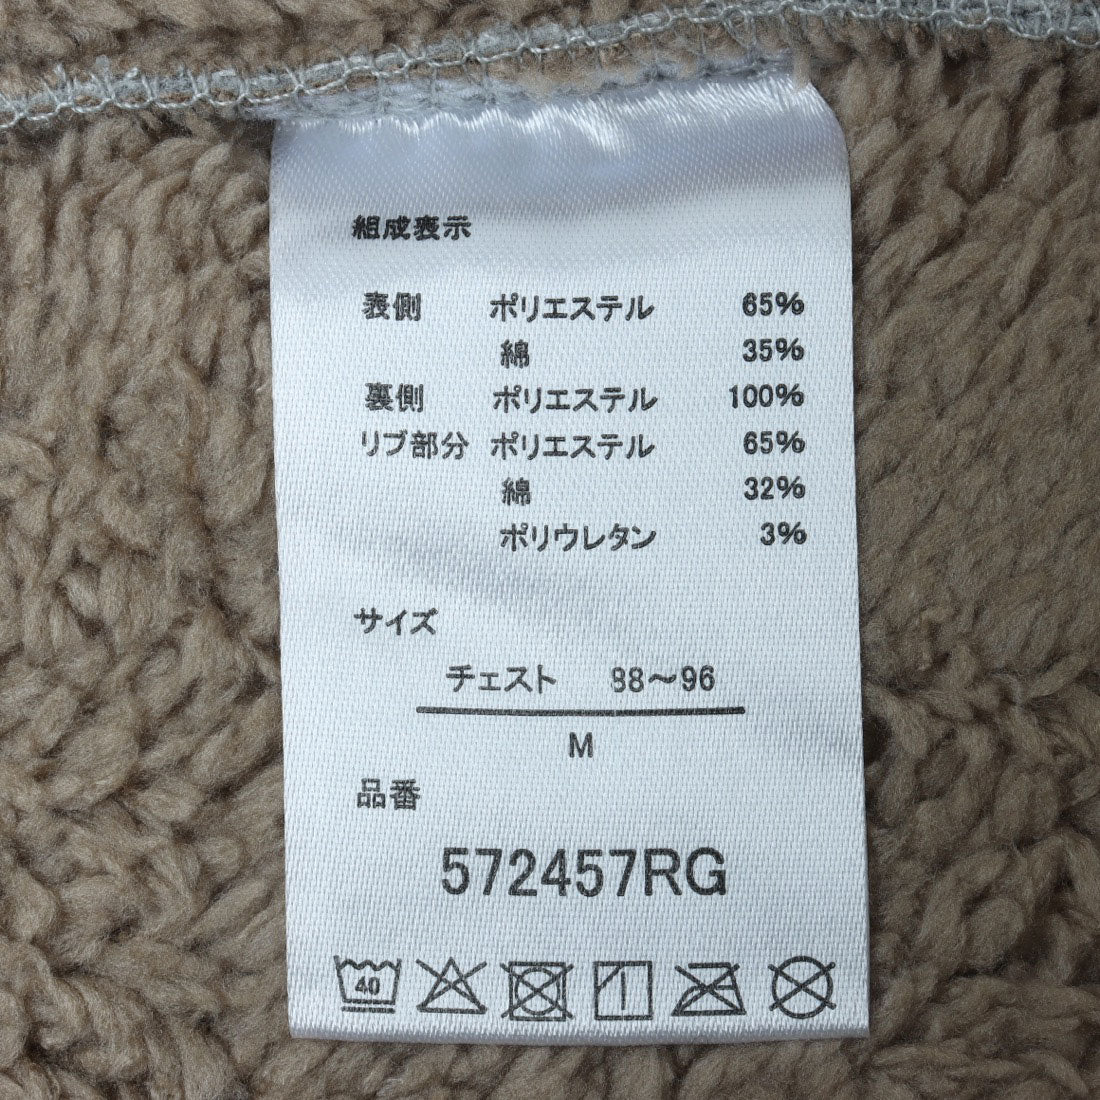 組成表示
表側 ポリエステル 65%
綿 35%
裏側 ポリエステル 100%
リブ部分 ポリエステル 65%
綿 32%
ポリウレタン 3%
サイズ
チェスト 88～96
M
品番
572457RG
40